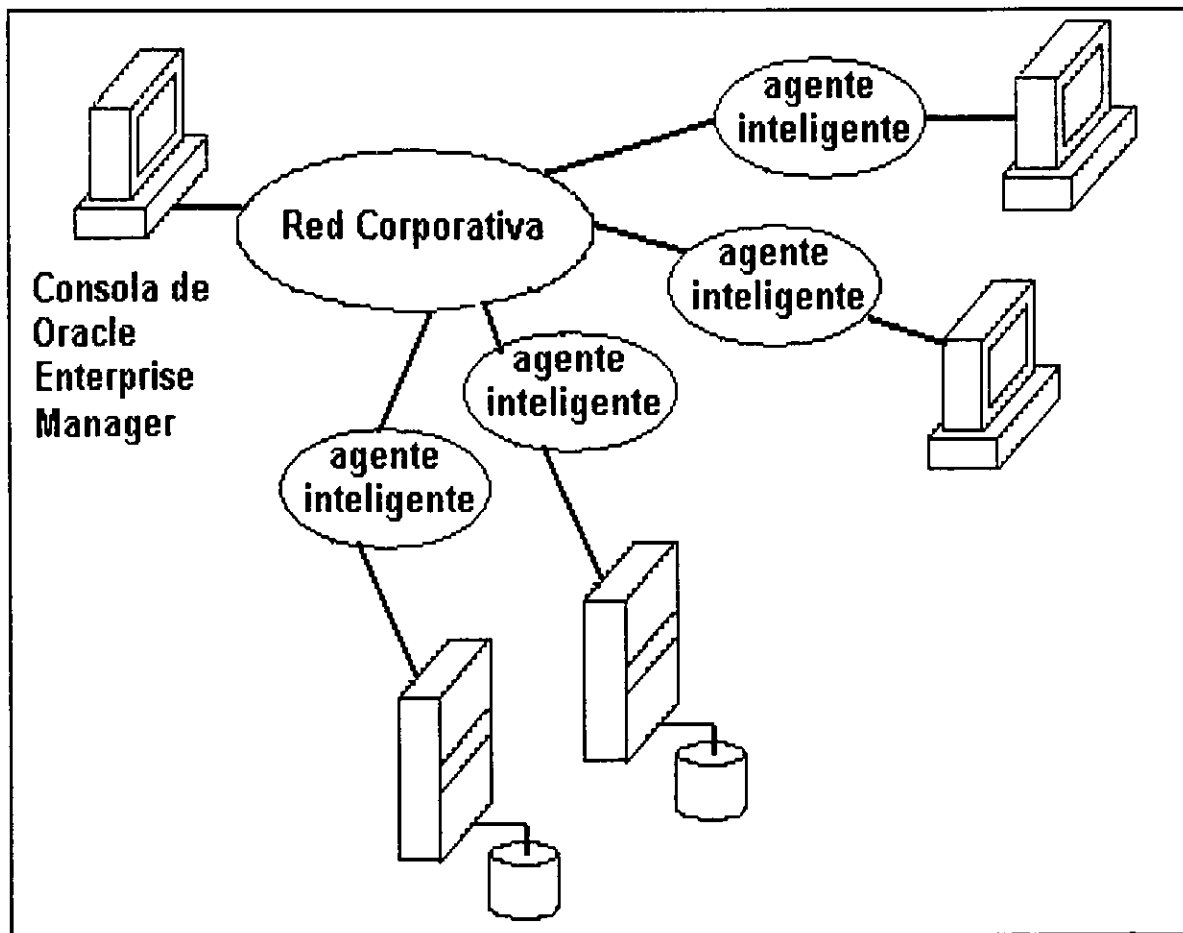 agente
inteligente
Red Corporativa
agente
inteligente
Consola de
Oracle
Enterprise
Manager
agente
inteligente
agente
inteligente